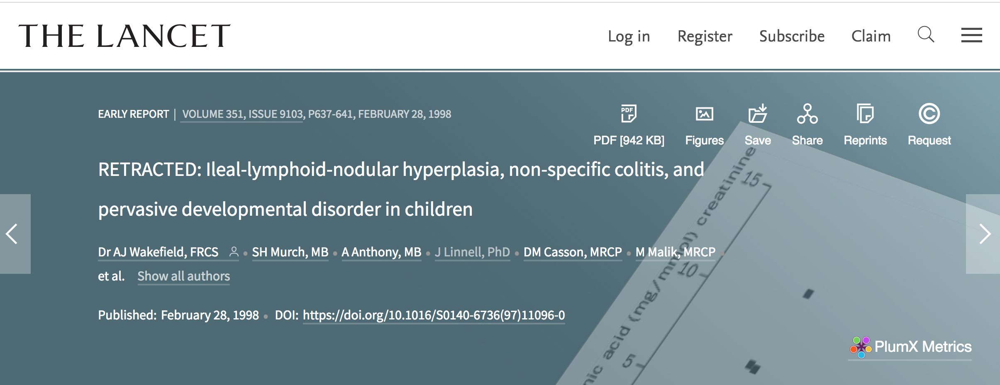 THE LANCET
Log in Register Subscribe Claim
EARLY REPORT | VOLUME 351, ISSUE 9103, P637-641, FEBRUARY 28, 1998
PDF
PDF [942 KB] Figures Save Share Reprints Request
RETRACTED: Ileal-lymphoid-nodular hyperplasia, non-specific colitis, and
pervasive developmental disorder in children
Dr AJ Wakefield, FRCS • SH Murch, MB • A Anthony, MB • J Linnell, PhD • DM Casson, MRCP • M Malik, MRCP •
et al. Show all authors
Published: February 28, 1998 • DOI: https://doi.org/10.1016/S0140-6736(97)11096-0
nic acid (mg/mmol) creatinine
15
10
5
PlumX Metrics